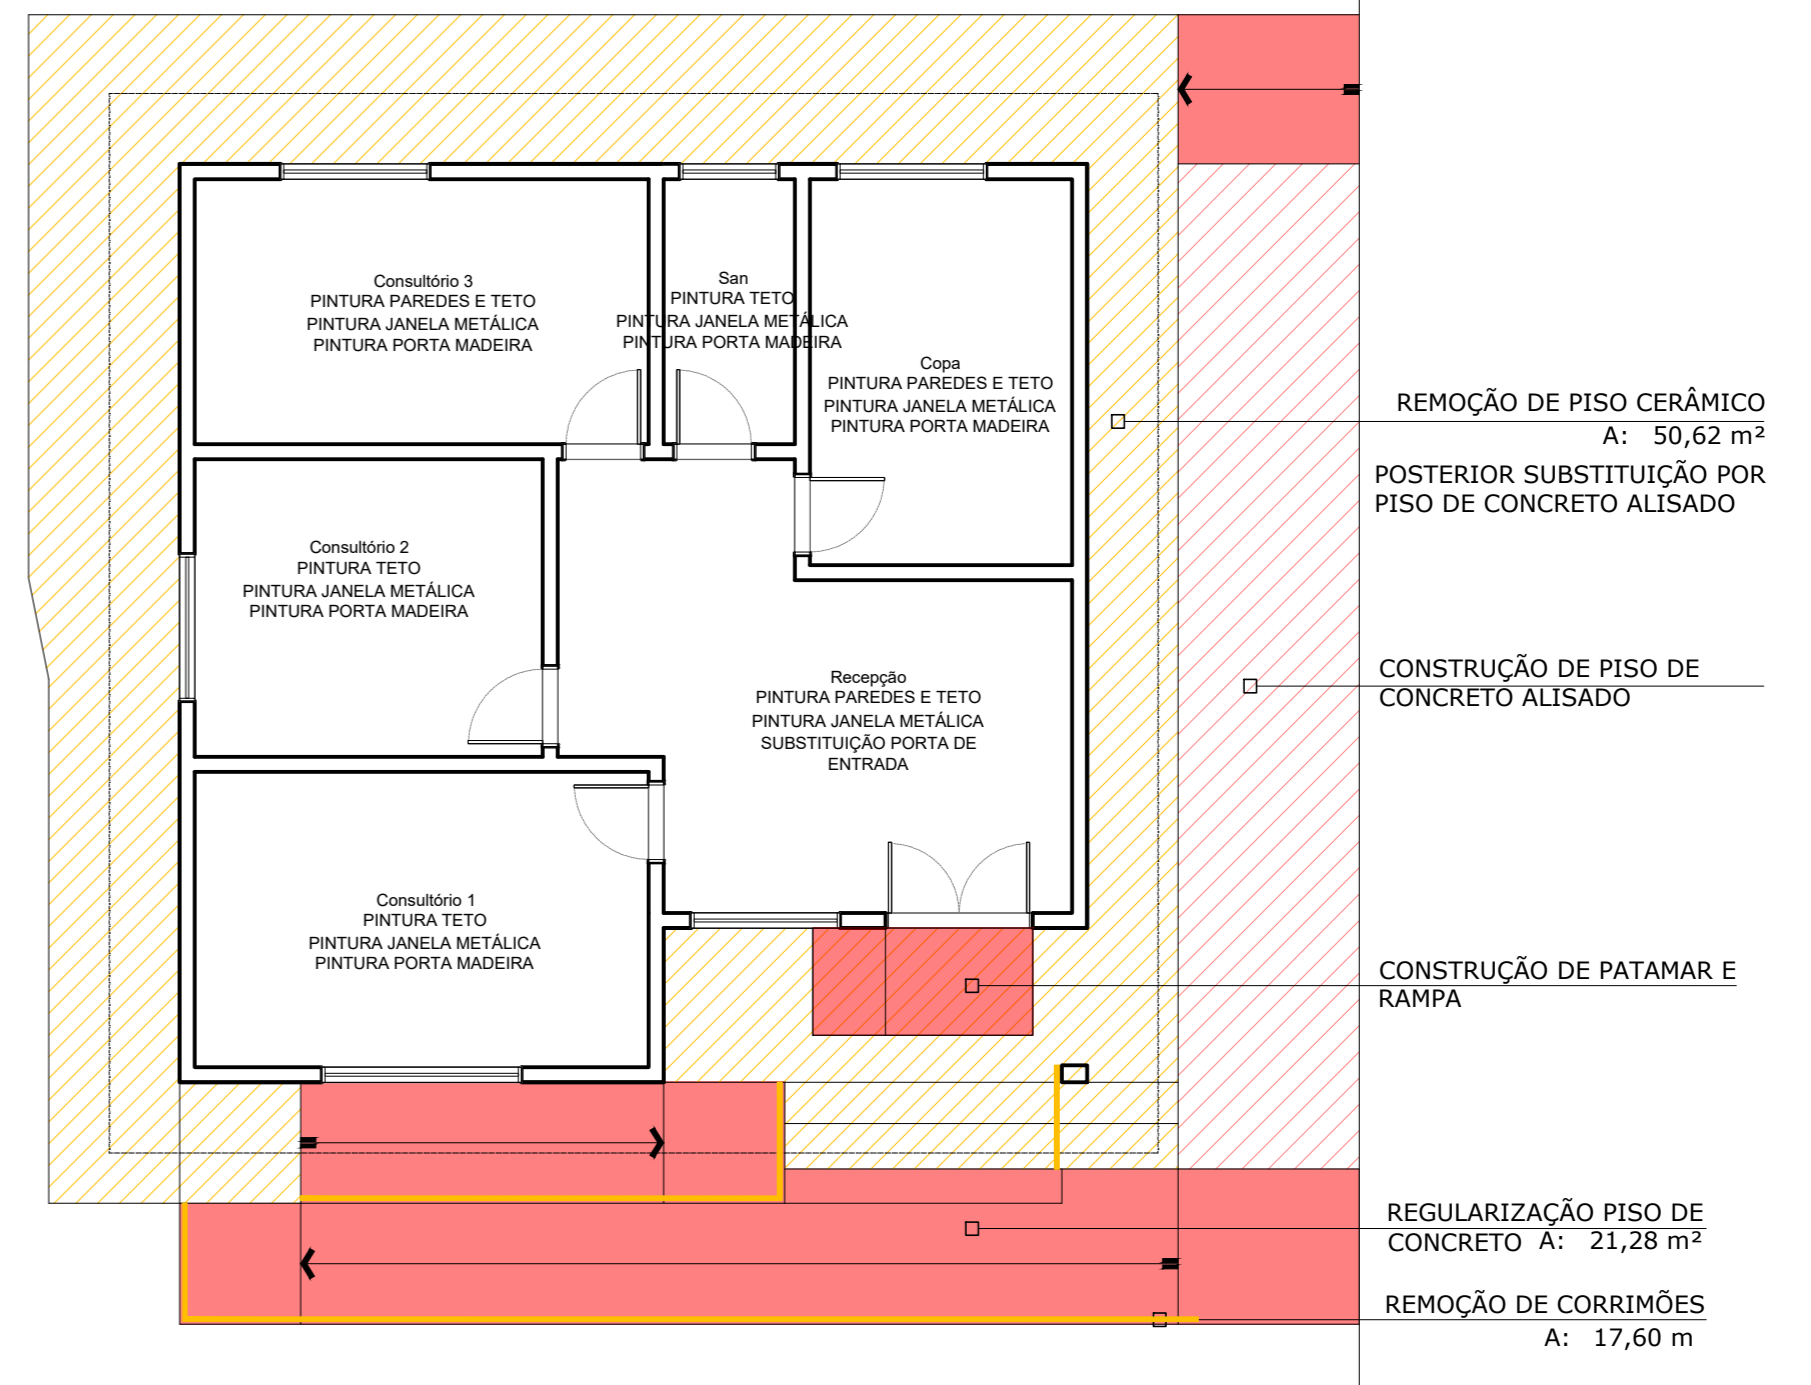 Consultório 3
PINTURA PAREDES E TETO
PINTURA JANELA METÁLICA
PINTURA PORTA MADEIRA
San
PINTURA TETO
PINTURA JANELA METÁLICA
PINTURA PORTA MADEIRA
Copa
PINTURA PAREDES E TETO
PINTURA JANELA METÁLICA
PINTURA PORTA MADEIRA
REMOÇÃO DE PISO CERÂMICO
A: 50,62 m²
POSTERIOR SUBSTITUIÇÃO POR
PISO DE CONCRETO ALISADO
Consultório 2
PINTURA TETO
PINTURA JANELA METÁLICA
PINTURA PORTA MADEIRA
Recepção
PINTURA PAREDES E TETO
PINTURA JANELA METÁLICA
SUBSTITUIÇÃO PORTA DE
ENTRADA
CONSTRUÇÃO DE PISO DE
CONCRETO ALISADO
Consultório 1
PINTURA TETO
PINTURA JANELA METÁLICA
PINTURA PORTA MADEIRA
CONSTRUÇÃO DE PATAMAR E
RAMPA
REGULARIZAÇÃO PISO DE
CONCRETO A: 21,28 m²
REMOÇÃO DE CORRIMÕES
A: 17,60 m